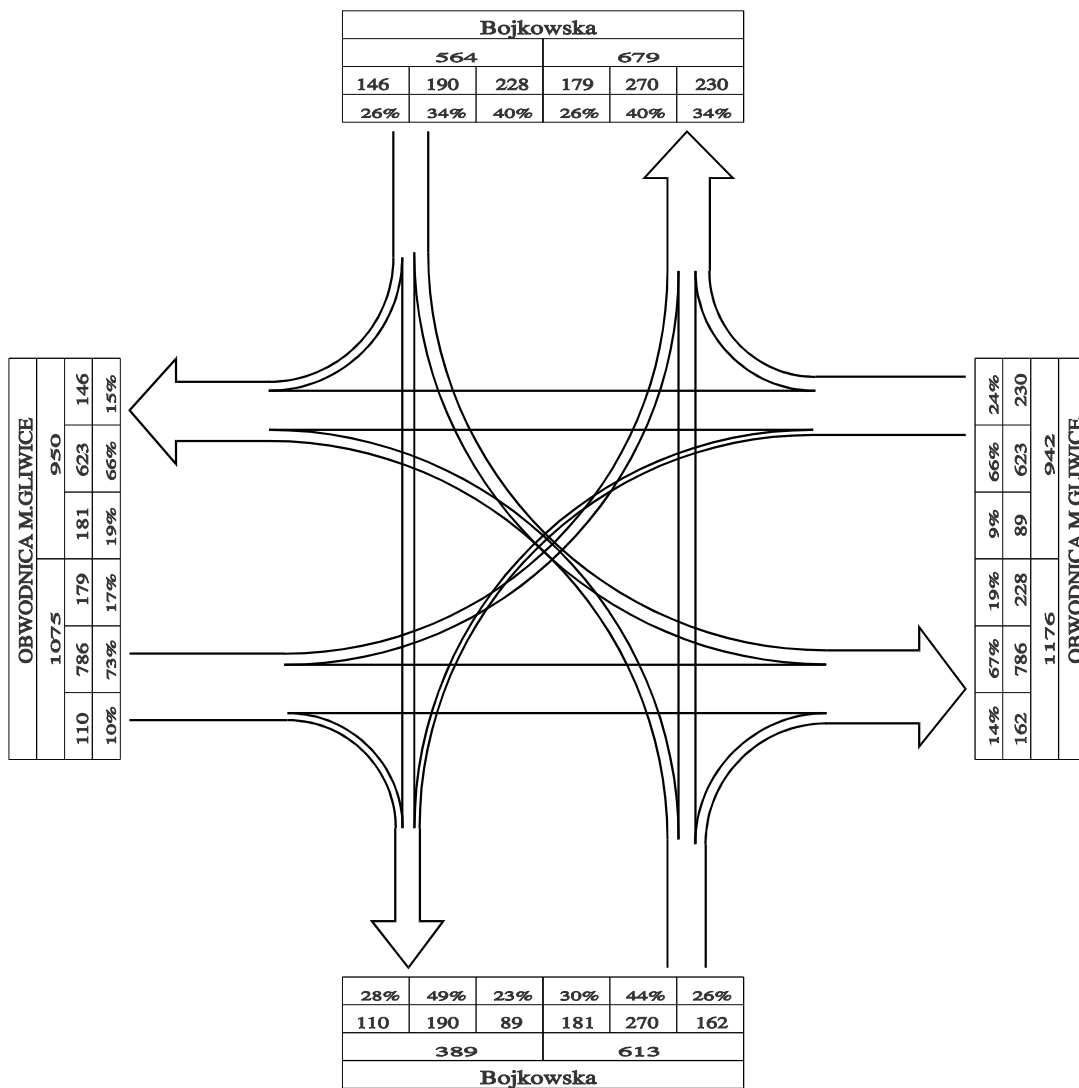 Bojkowska
564 679
146 190 228 179 270 230
26% 34% 40% 26% 40% 34%
OBWODNICA M.GLIWICE
1075 950
110 786 179 181 623 146
10% 73% 17% 19% 66% 15%
14% 67% 19% 9% 66% 24%
162 786 228 89 623 230
1176 942
OBWODNICA M.GLIWICE
28% 49% 23% 30% 44% 26%
110 190 89 181 270 162
389 613
Bojkowska